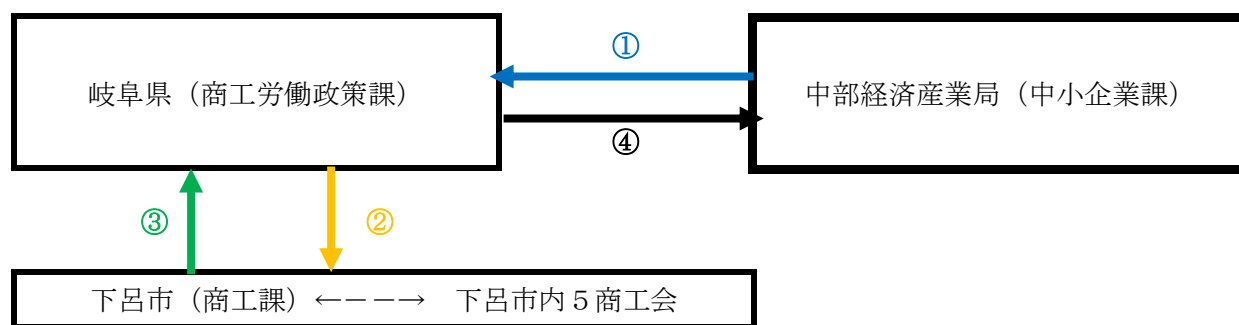 ①
岐阜県（商工労働政策課）
中部経済産業局（中小企業課）
④
③
②
下呂市（商工課）←－－→　下呂市内５商工会